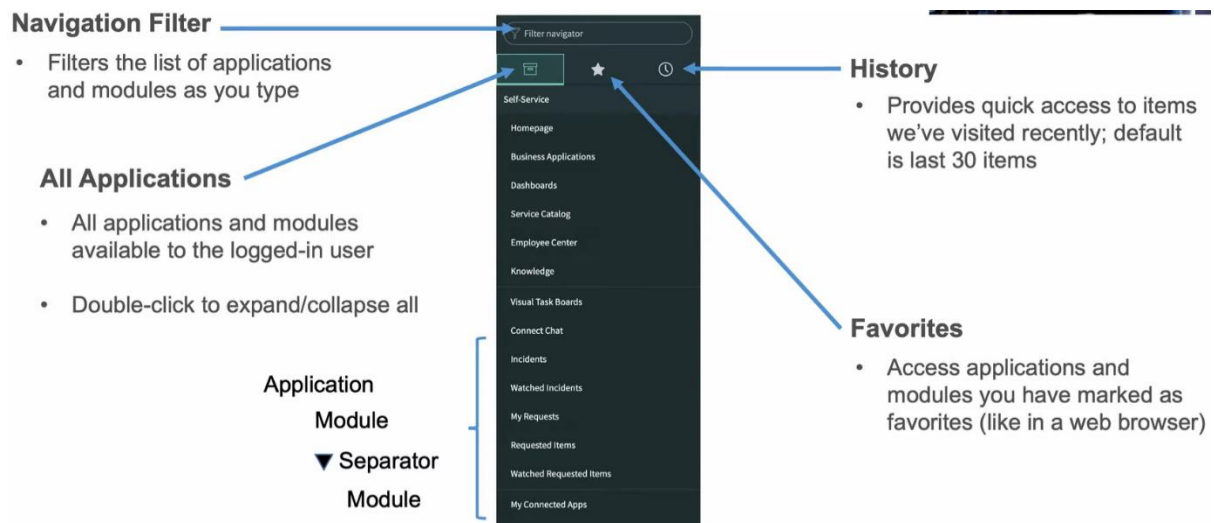 Navigation Filter
• Filters the list of applications
and modules as you type
All Applications
• All applications and modules
available to the logged-in user
• Double-click to expand/collapse all
Application
Module
▼ Separator
Module
Filter navigator
Self-Service
Homepage
Business Applications
Dashboards
Service Catalog
Employee Center
Knowledge
Visual Task Boards
Connect Chat
Incidents
Watched Incidents
My Requests
Requested Items
Watched Requested Items
My Connected Apps
History
• Provides quick access to items
we’ve visited recently; default
is last 30 items
Favorites
• Access applications and
modules you have marked as
favorites (like in a web browser)